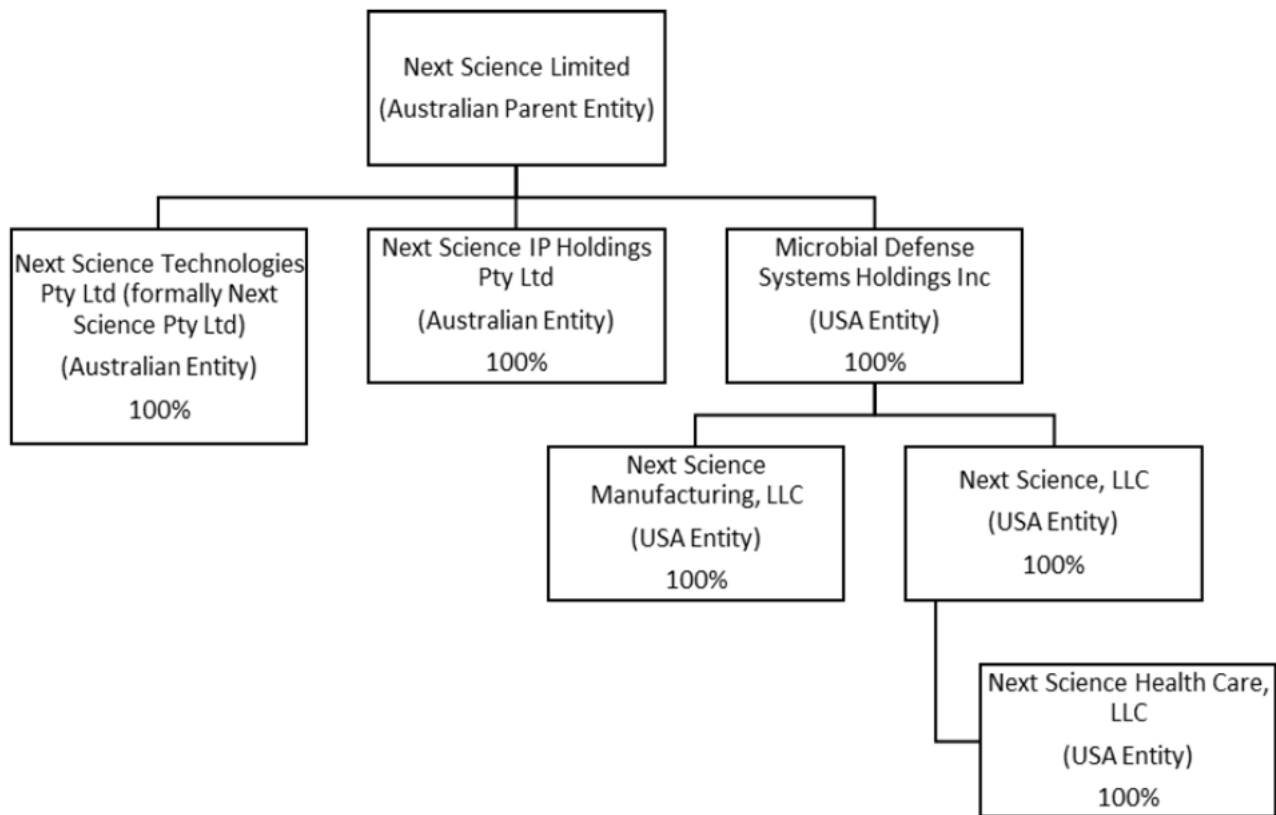 Next Science Limited
(Australian Parent Entity)
Next Science Technologies
Pty Ltd (formally Next
Science Pty Ltd)
(Australian Entity)
100%
Next Science IP Holdings
Pty Ltd
(Australian Entity)
100%
Microbial Defense
Systems Holdings Inc
(USA Entity)
100%
Next Science
Manufacturing, LLC
(USA Entity)
100%
Next Science, LLC
(USA Entity)
100%
Next Science Health Care,
LLC
(USA Entity)
100%